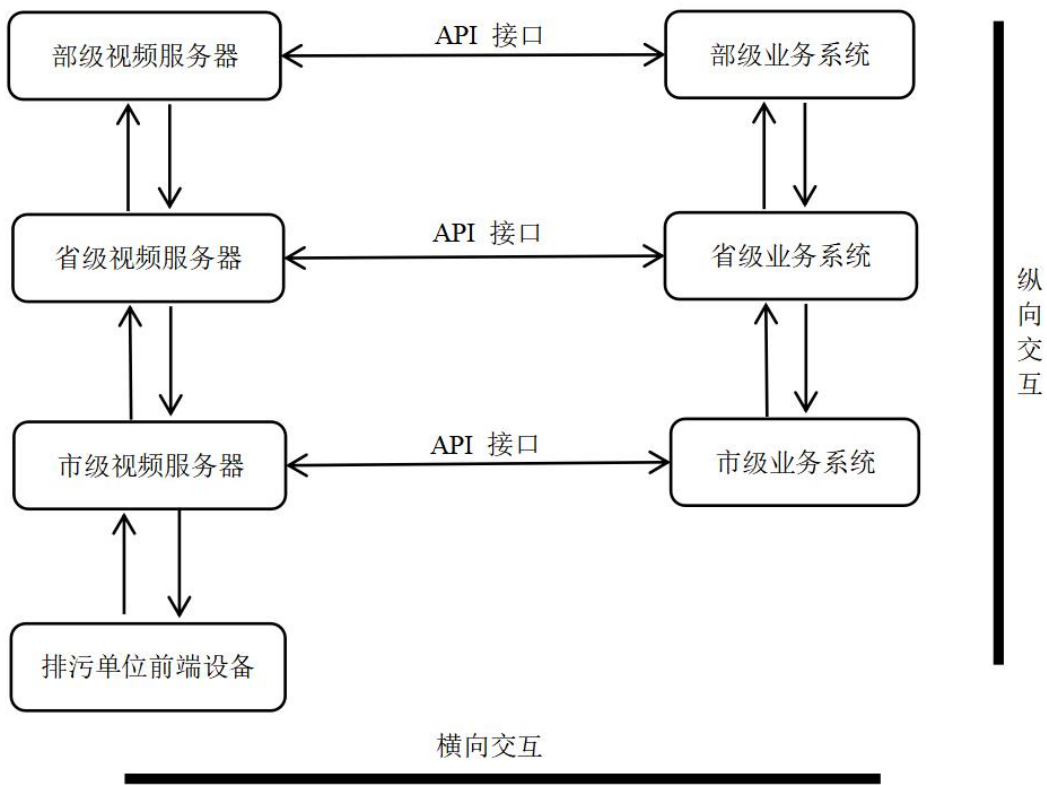 部级视频服务器
API 接口
部级业务系统
省级视频服务器
API 接口
省级业务系统
纵向交互
市级视频服务器
API 接口
市级业务系统
排污单位前端设备
横向交互